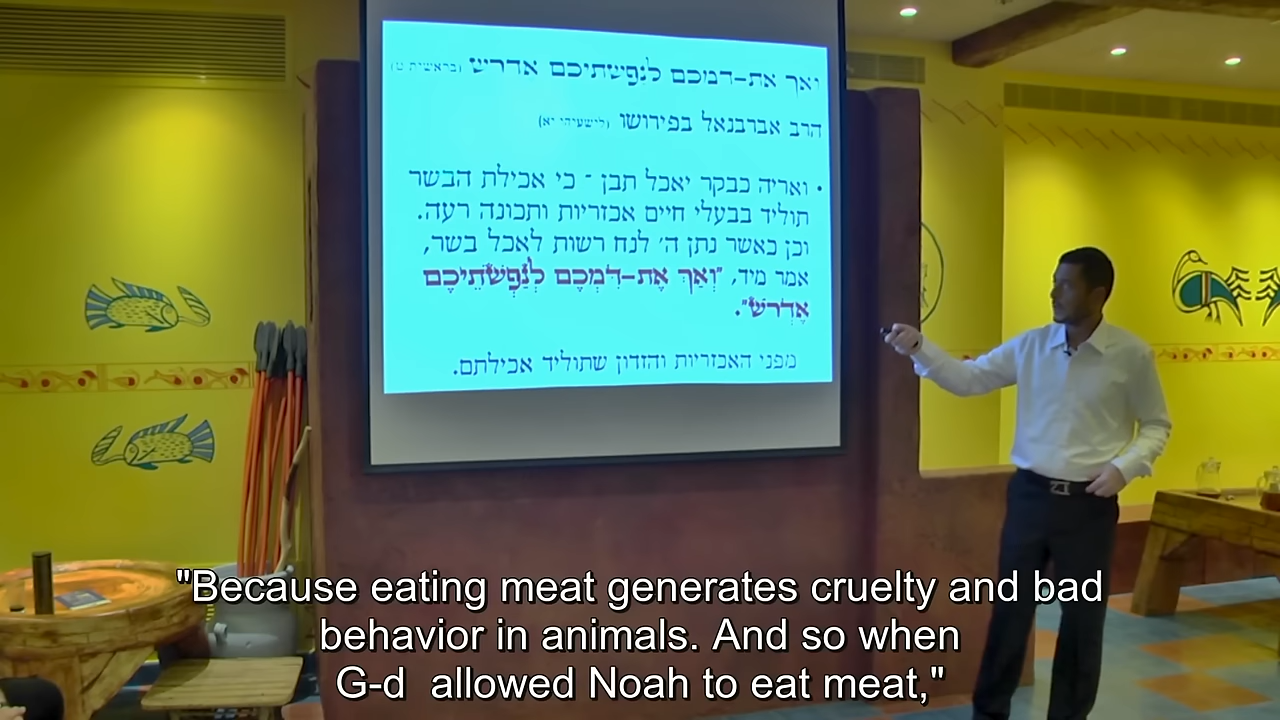 ואך את-דמכם לנפשתיכם אדרש (בראשית ט)
הרב אברבנאל בפירושו (לישעיהו יא)
• ואריה כבקר יאכל תבן - כי אכילת הבשר
תוליד בבעלי חיים אכזריות ותכונה רעה.
וכן כאשר נתן ה' לנח רשות לאכל בשר,
אמר מיד, "וְאַךְ אֶת-דִּמְכֶם לְנַפְשֹׁתֵיכֶם
אֶדְרֹשׁ".
מפני האכזריות והזדון שתוליד אכילתם.
"Because eating meat generates cruelty and bad
behavior in animals. And so when
G-d allowed Noah to eat meat,"